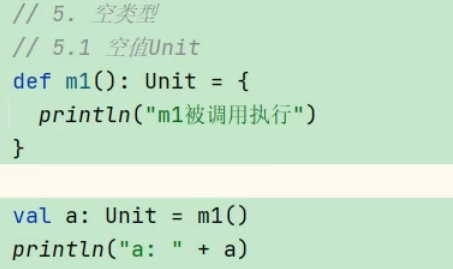 // 5. 空类型
// 5.1 空值Unit
def m1(): Unit = {
  println("m1被调用执行")
}
val a: Unit = m1()
println("a: " + a)